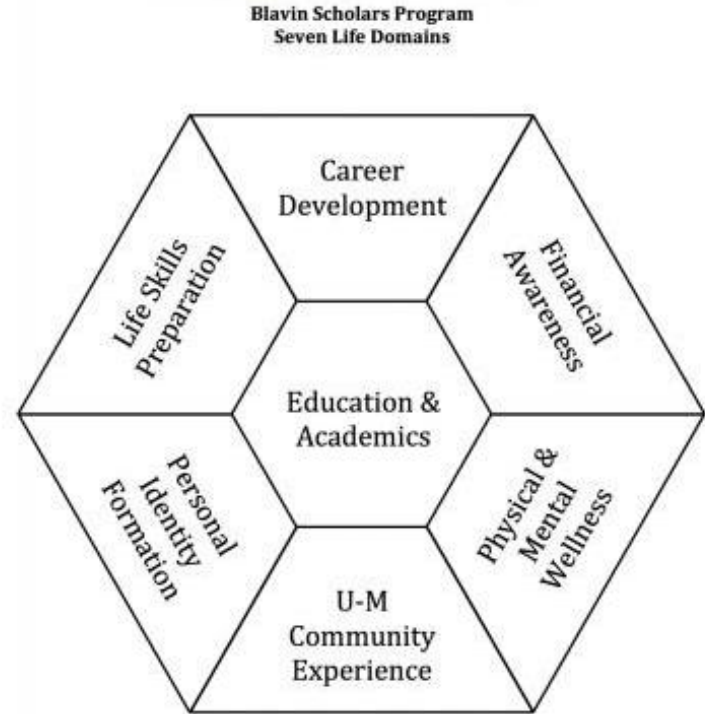 Blavin Scholars Program
Seven Life Domains
Career
Development
Life Skills
Preparation
Financial
Awareness
Education &
Academics
Personal
Identity
Formation
Physical &
Mental
Wellness
U-M
Community
Experience